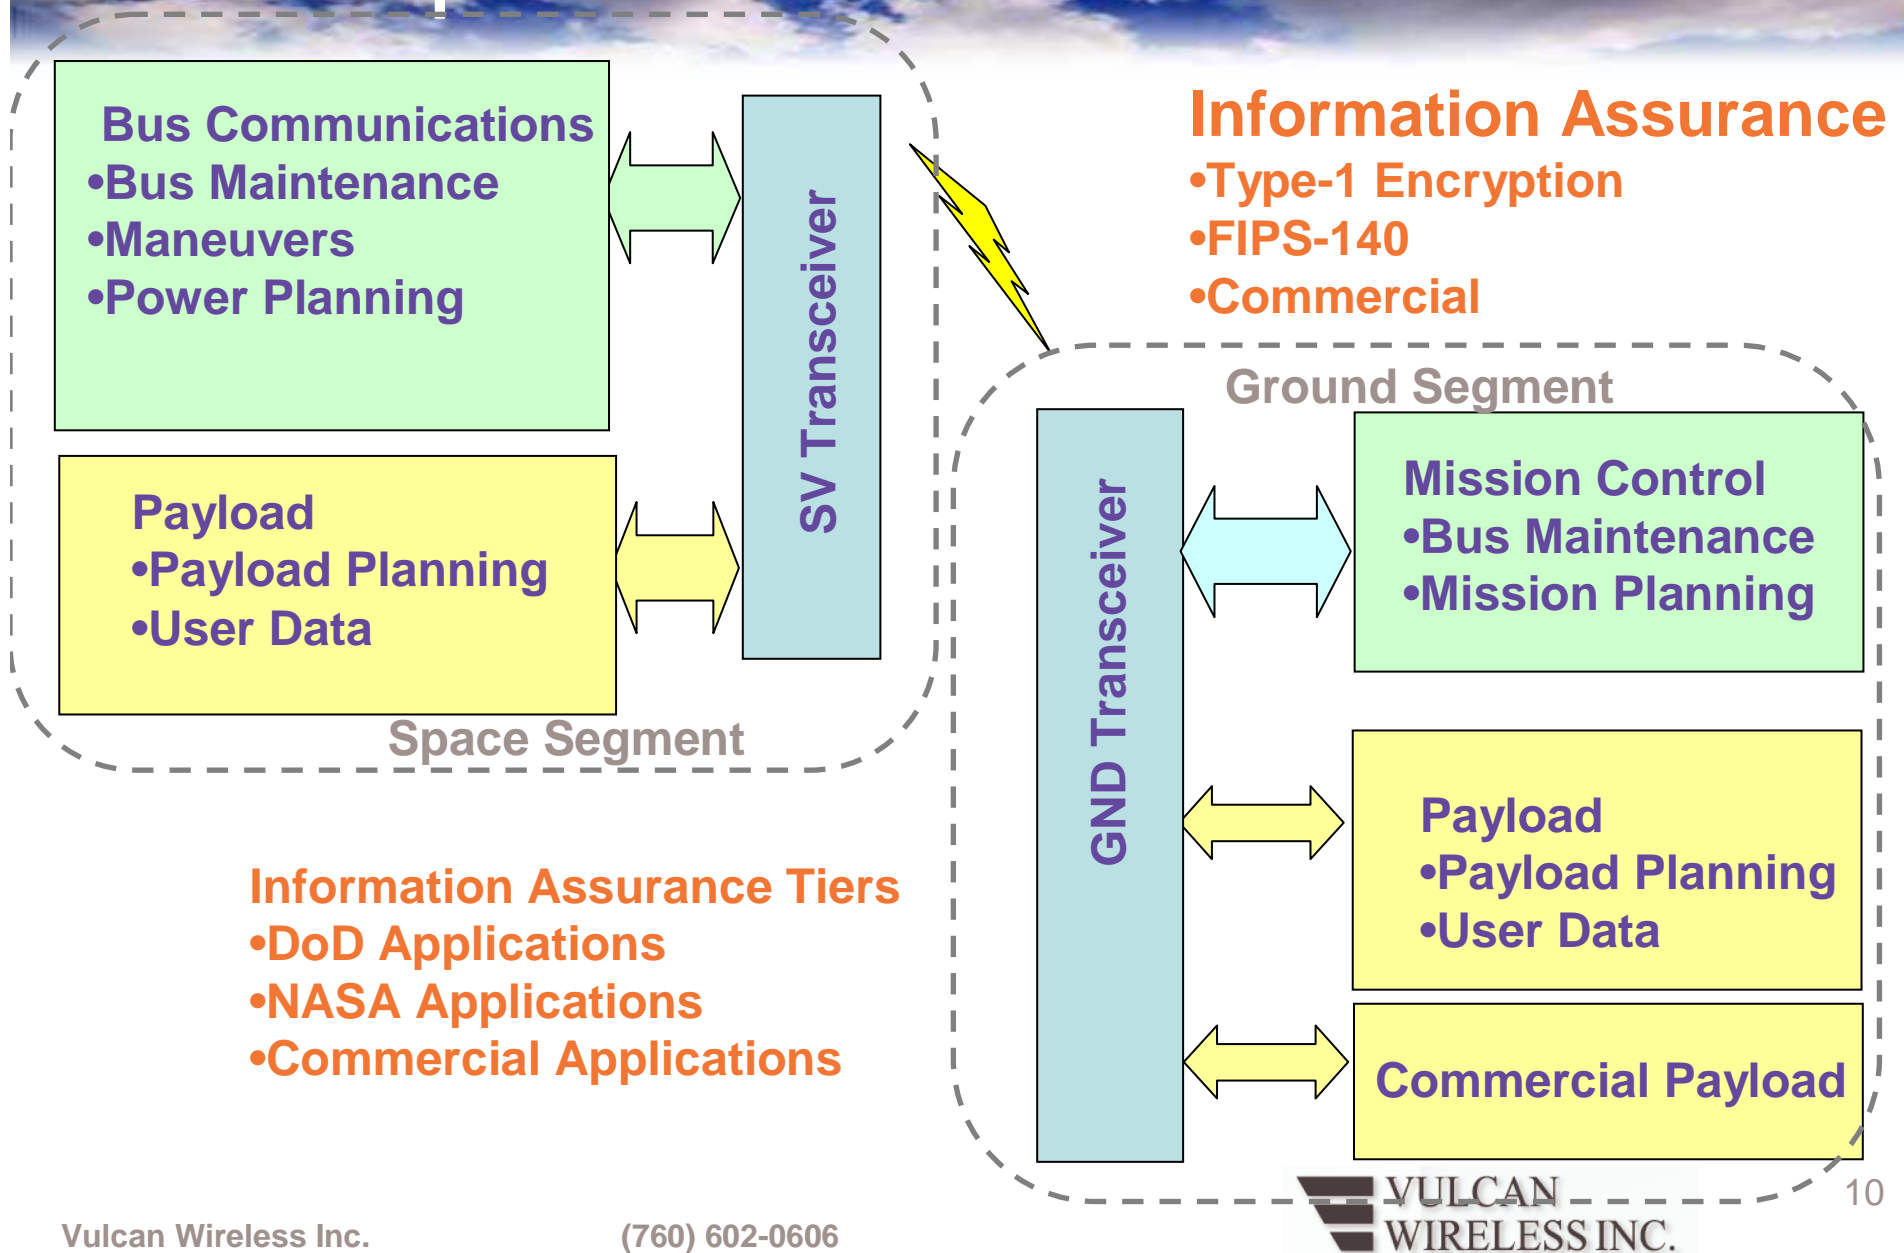 Bus Communications
•Bus Maintenance
•Maneuvers
•Power Planning
Payload
•Payload Planning
•User Data
SV Transceiver
Space Segment
Information Assurance
•Type-1 Encryption
•FIPS-140
•Commercial
Ground Segment
GND Transceiver
Mission Control
•Bus Maintenance
•Mission Planning
Payload
•Payload Planning
•User Data
Commercial Payload
Information Assurance Tiers
•DoD Applications
•NASA Applications
•Commercial Applications
Vulcan Wireless Inc.
(760) 602-0606
VULCAN
WIRELESS INC.
10